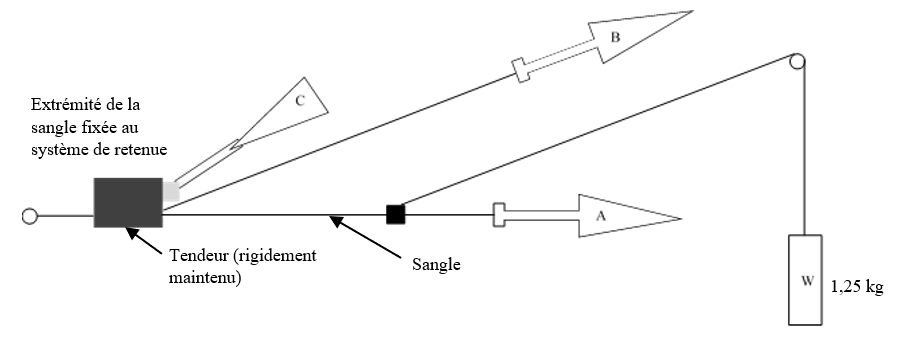 B
C
Extrémité de la
sangle fixée au
système de retenue
A
Tendeur (rigidement
maintenu)
Sangle
W
1,25 kg